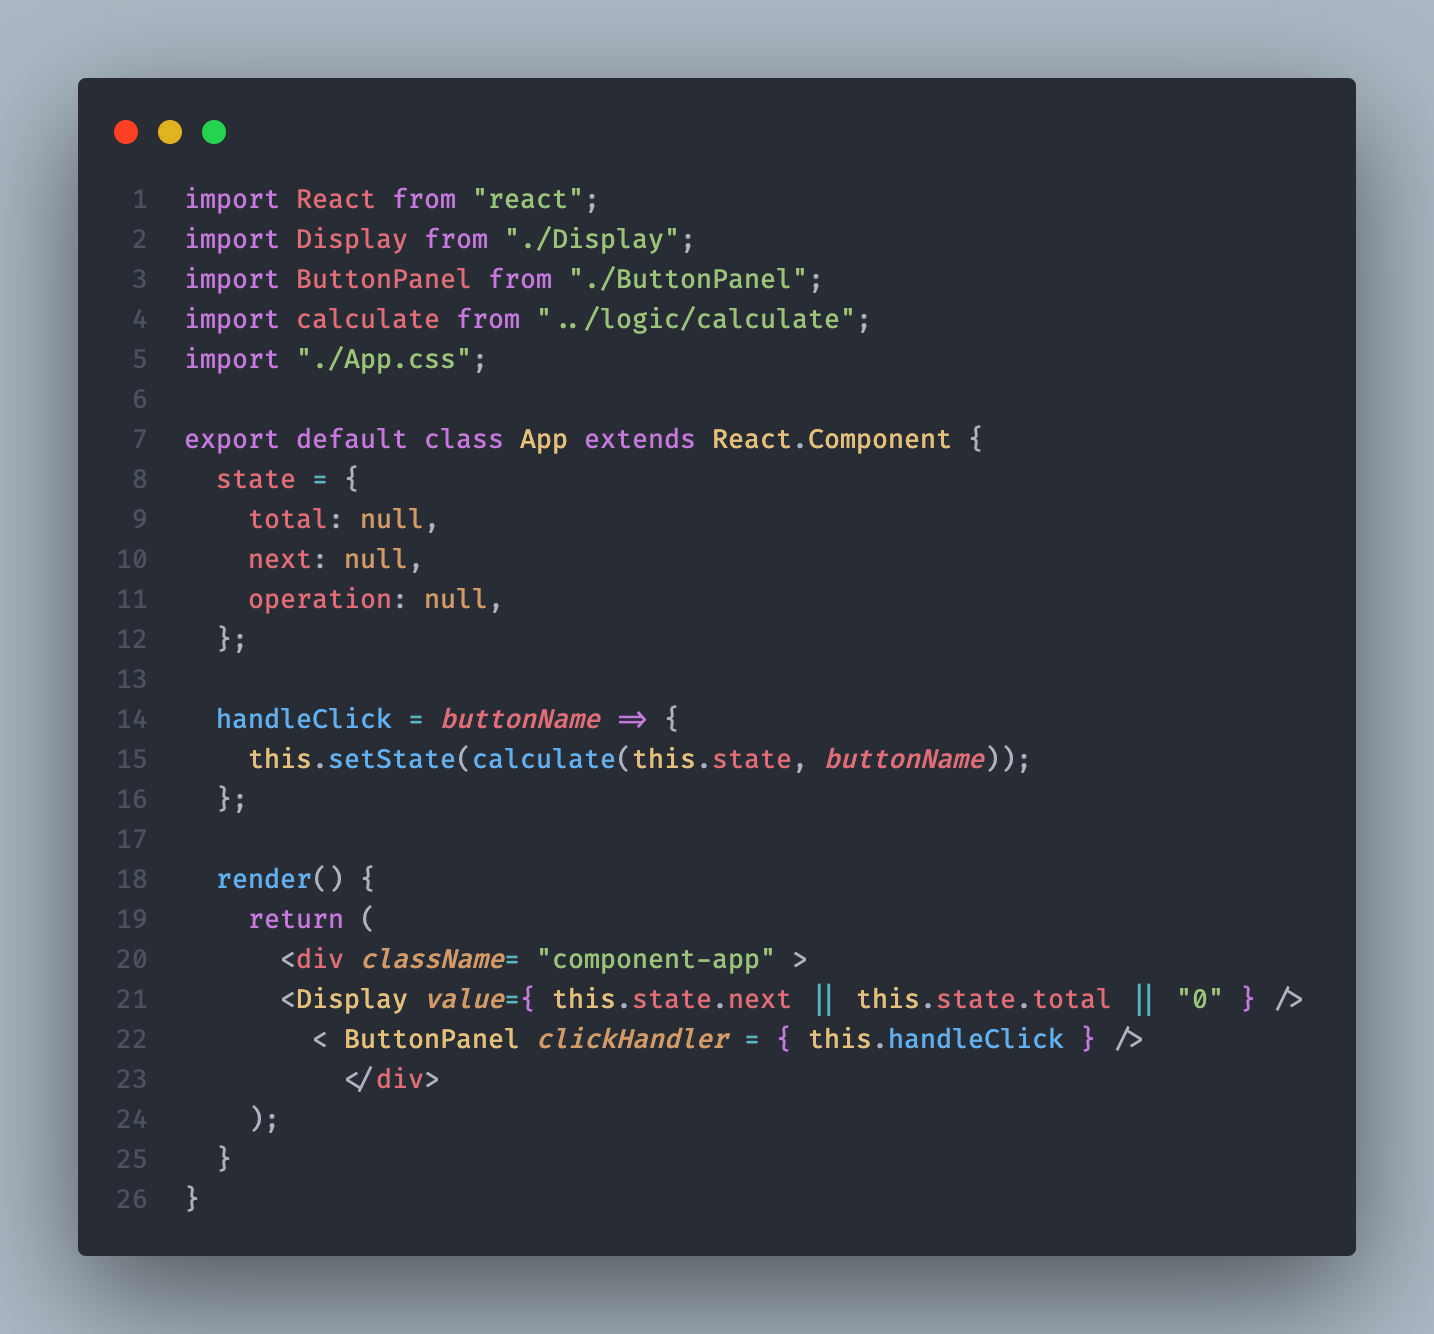 1 import React from "react";
2 import Display from "./Display";
3 import ButtonPanel from "./ButtonPanel";
4 import calculate from "../logic/calculate";
5 import "./App.css";
6
7 export default class App extends React.Component {
8   state = {
9     total: null,
10     next: null,
11     operation: null,
12   };
13
14   handleClick = buttonName => {
15     this.setState(calculate(this.state, buttonName));
16   };
17
18   render() {
19     return (
20       <div className= "component-app" >
21       <Display value={ this.state.next || this.state.total || "0" } />
22         < ButtonPanel clickHandler = { this.handleClick } />
23           </div>
24     );
25   }
26 }